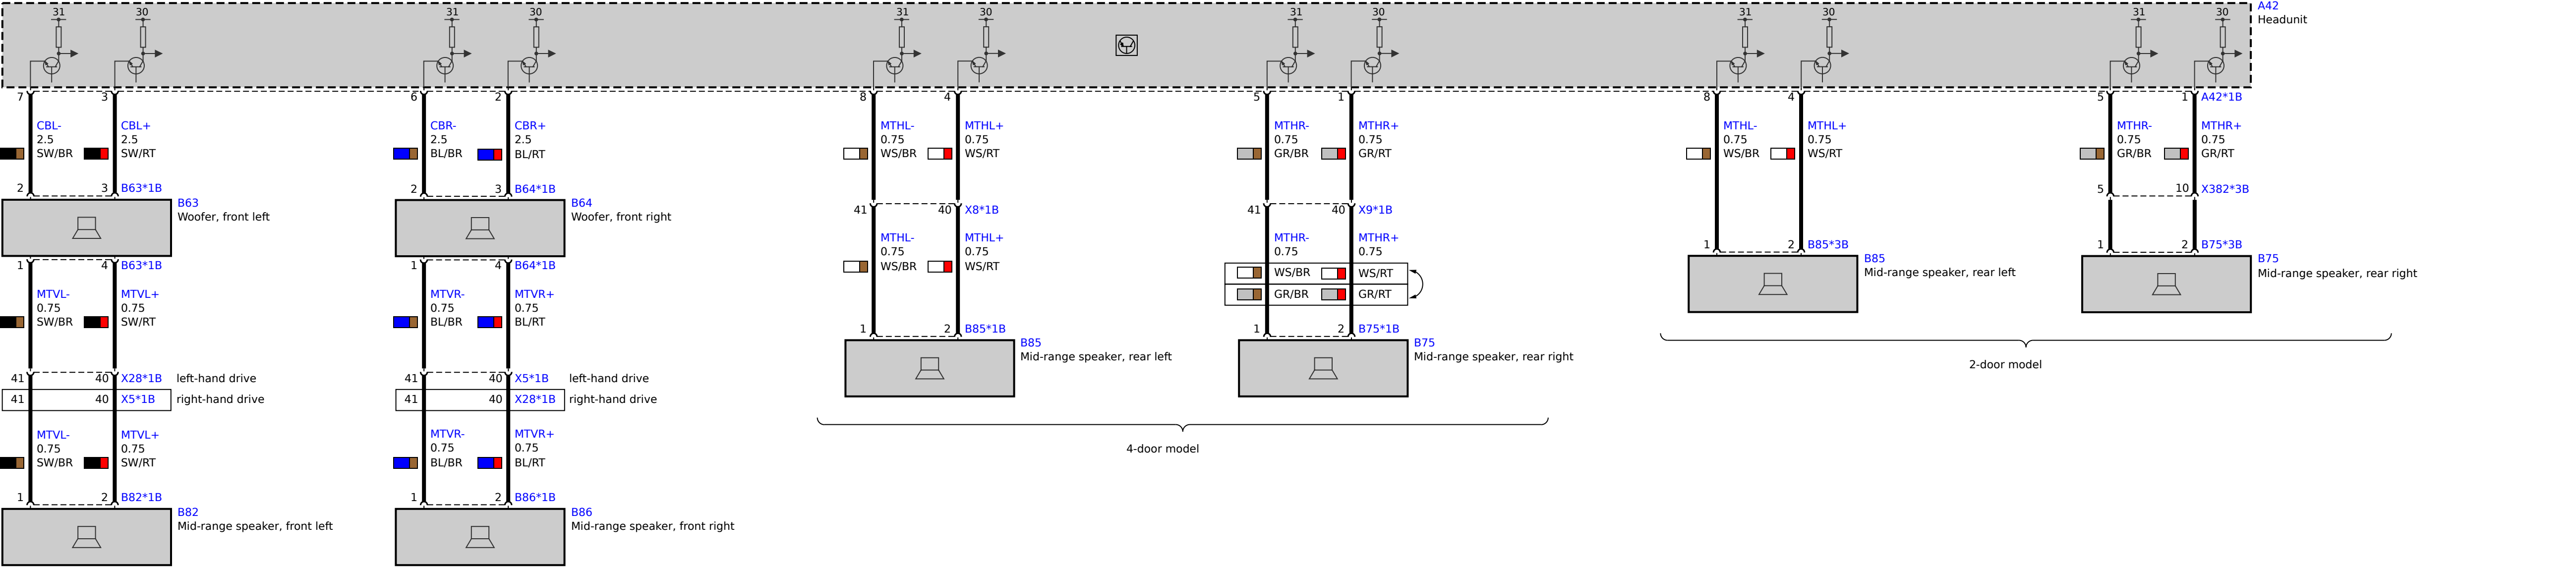 31 30 31 30 31 30 31 30 31 30 31 30 A42
Headunit
7 3 6 2 8 4 5 1 8 4 5 1 A42*1B
CBL- CBL+ CBR- CBR+ MTHL- MTHL+ MTHR- MTHR+ MTHL- MTHL+ MTHR- MTHR+
2.5 2.5 2.5 2.5 0.75 0.75 0.75 0.75 0.75 0.75 0.75 0.75
SW/BR SW/RT BL/BR BL/RT WS/BR WS/RT GR/BR GR/RT WS/BR WS/RT GR/BR GR/RT
2 3 B63*1B 2 3 B64*1B 5 10 X382*3B
B63 B64 41 40 X8*1B 41 40 X9*1B
Woofer, front left Woofer, front right
MTHL- MTHL+ MTHR- MTHR+ 1 2 B85*3B 1 2 B75*3B
0.75 0.75 0.75 0.75
B85 B75
1 4 B63*1B 1 4 B64*1B WS/BR WS/RT WS/BR WS/RT Mid-range speaker, rear left Mid-range speaker, rear right
MTVL- MTVL+ MTVR- MTVR+ GR/BR GR/RT
0.75 0.75 0.75 0.75
SW/BR SW/RT BL/BR BL/RT 1 2 B85*1B 1 2 B75*1B
B85 B75
Mid-range speaker, rear left Mid-range speaker, rear right
2-door model
41 40 X28*1B left-hand drive 41 40 X5*1B left-hand drive
41 40 X5*1B right-hand drive 41 40 X28*1B right-hand drive
MTVL- MTVL+ MTVR- MTVR+
0.75 0.75 0.75 0.75 4-door model
SW/BR SW/RT BL/BR BL/RT
1 2 B82*1B 1 2 B86*1B
B82 B86
Mid-range speaker, front left Mid-range speaker, front right